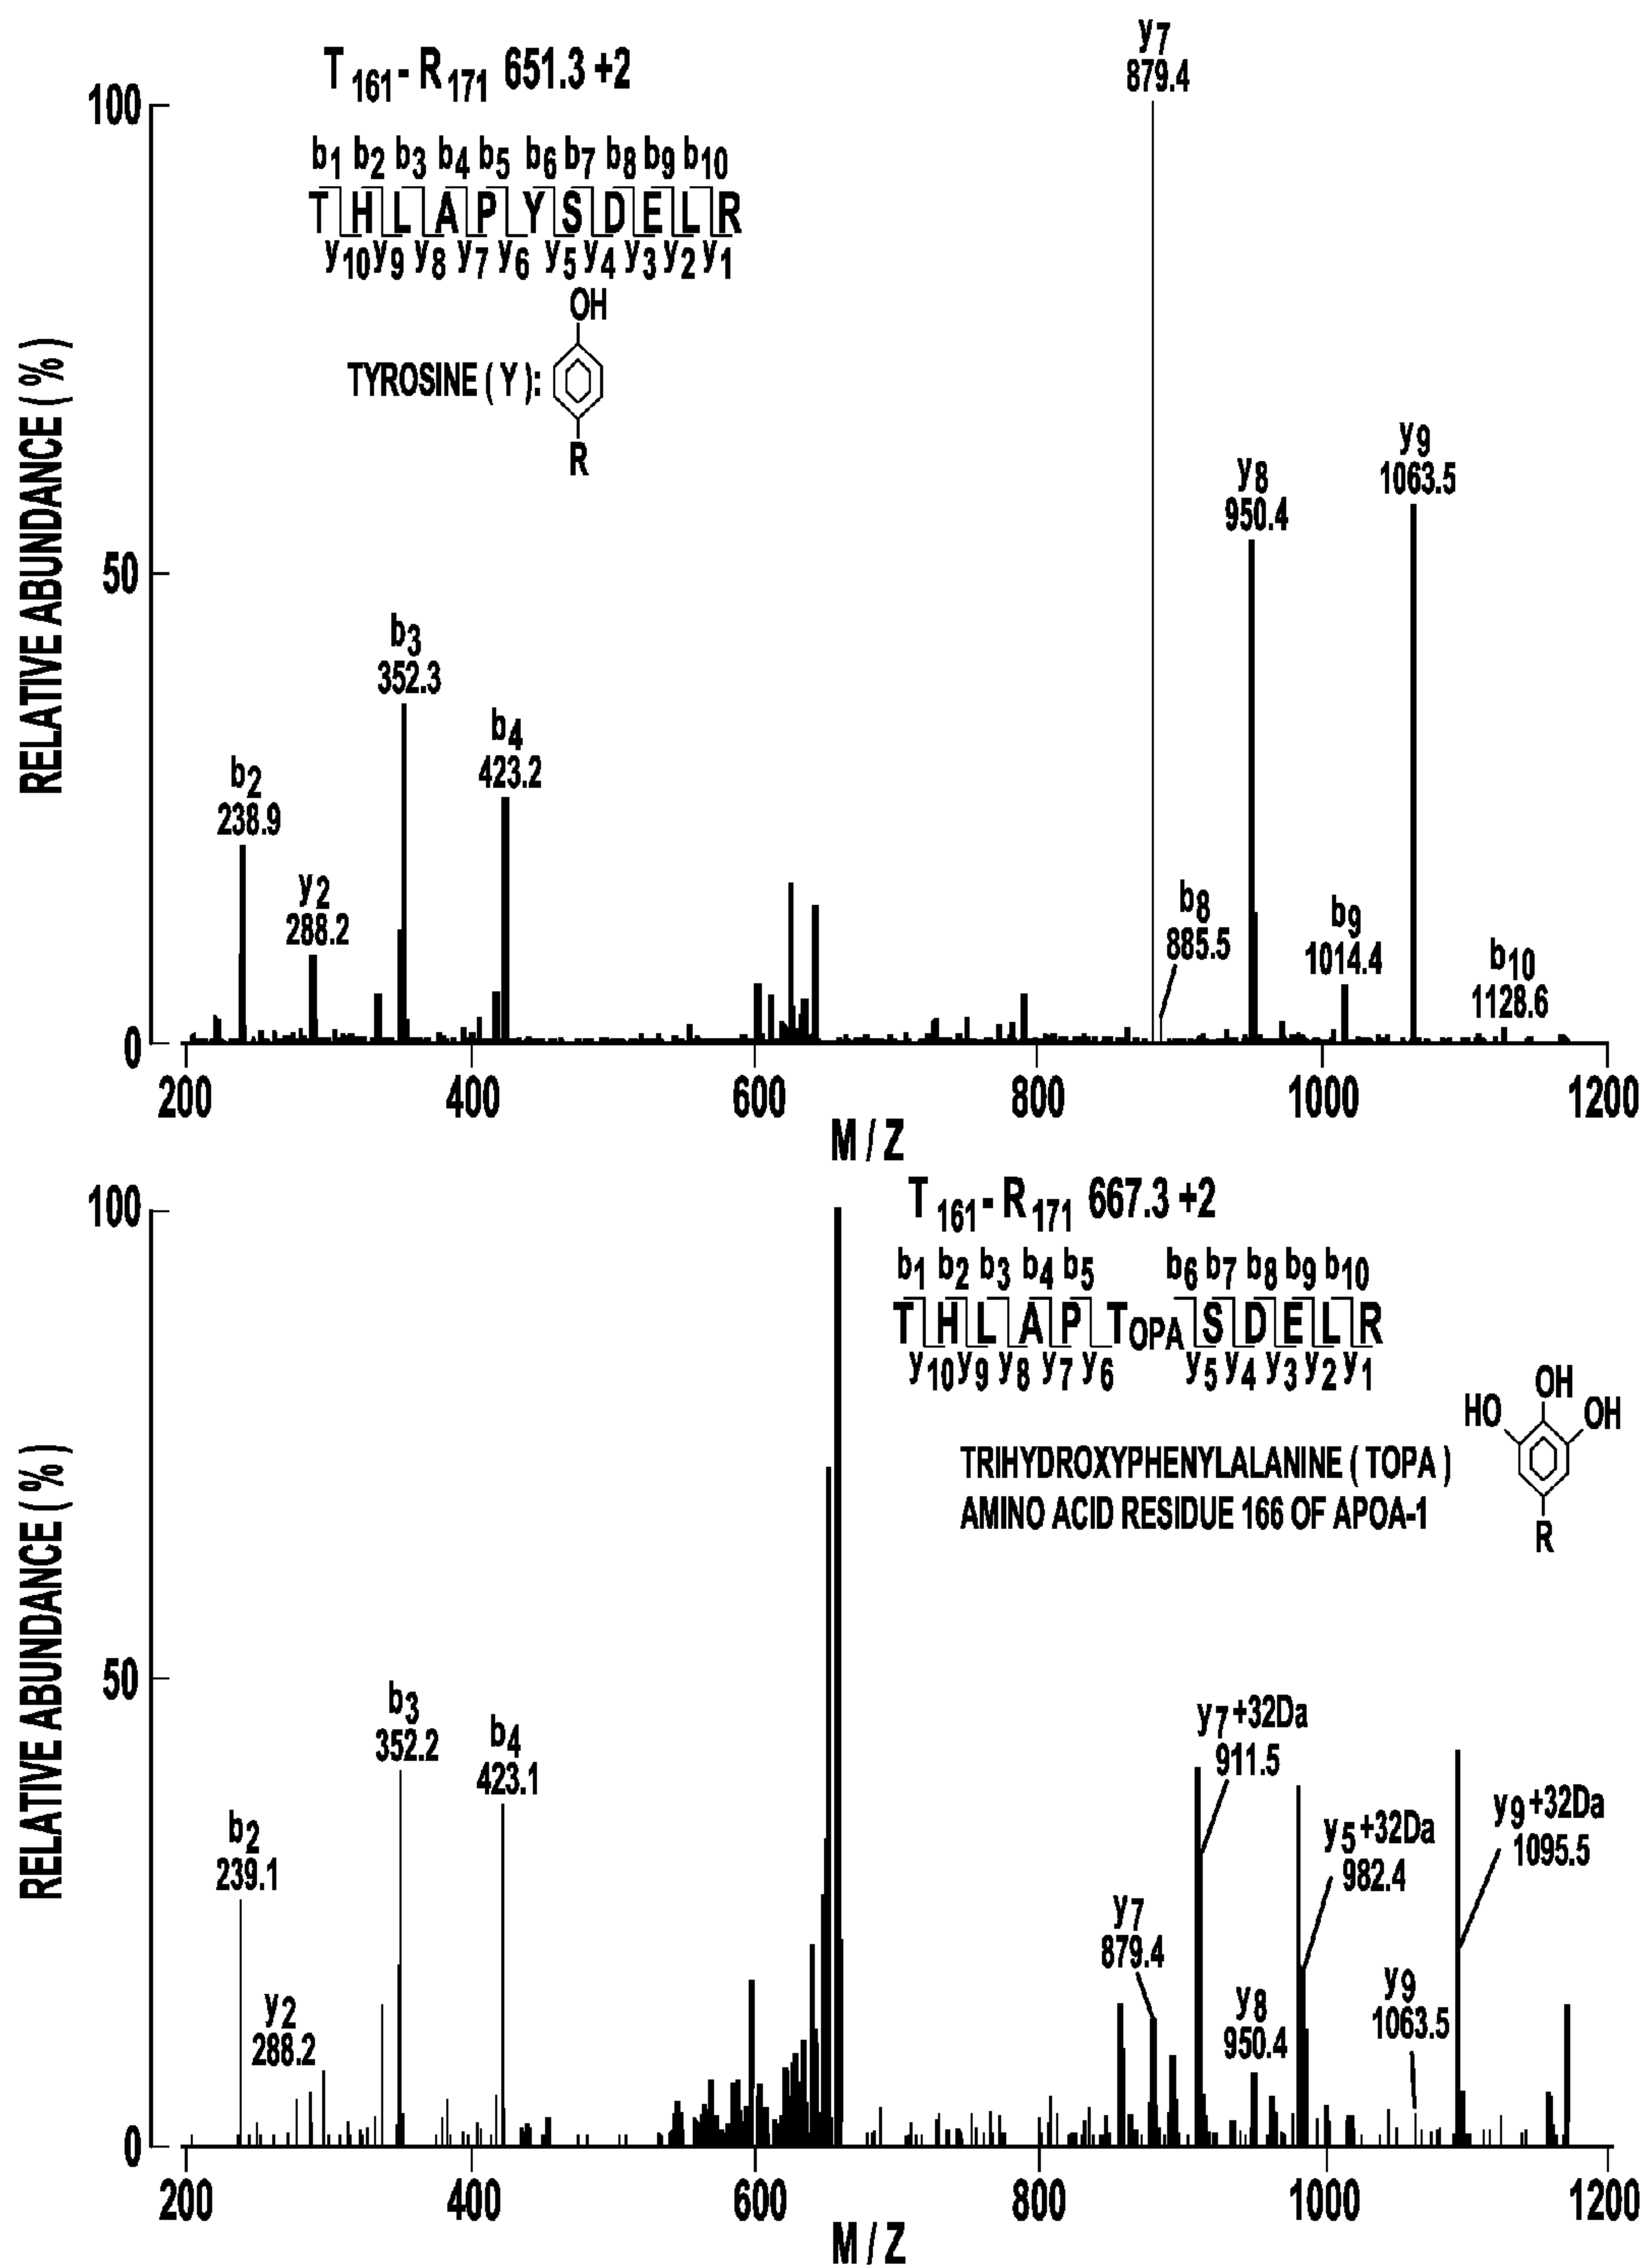 T161 - R171 651.3 +2
b1 b2 b3 b4 b5 b6 b7 b8 b9 b10
T H L A P Y S D E L R
y10 y9 y8 y7 y6 y5 y4 y3 y2 y1
OH
TYROSINE ( Y ):
R
RELATIVE ABUNDANCE ( % )
100
50
0
b2
238.9
y2
288.2
b3
352.3
b4
423.2
y7
879.4
b8
885.5
y8
950.4
b9
1014.4
y9
1063.5
b10
1128.6
200 400 600 800 1000 1200
M / Z
T161 - R171 667.3 +2
b1 b2 b3 b4 b5 b6 b7 b8 b9 b10
T H L A P TOPA S D E L R
y10 y9 y8 y7 y6 y5 y4 y3 y2 y1
OH
HO OH
TRIHYDROXYPHENYLALANINE ( TOPA )
AMINO ACID RESIDUE 166 OF APOA-1
R
RELATIVE ABUNDANCE ( % )
100
50
0
b2
239.1
y2
288.2
b3
352.2
b4
423.1
y7
879.4
y7 +32Da
911.5
y8
950.4
y5 +32Da
982.4
y9
1063.5
y9 +32Da
1095.5
200 400 600 800 1000 1200
M / Z